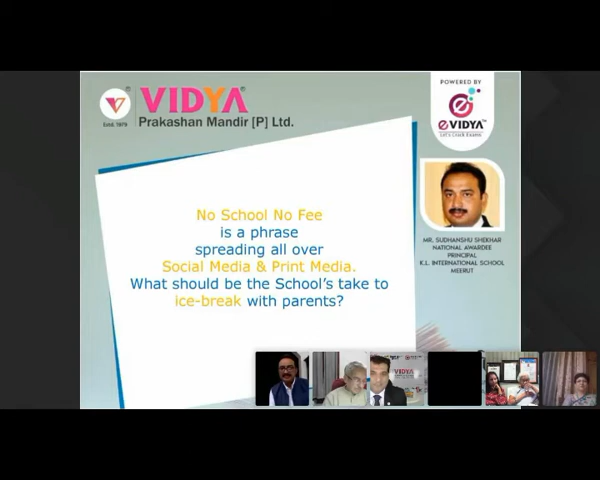 VIDYA
Estd. 1979
Prakashan Mandir [P] Ltd.
POWERED BY
eVIDYA
No School No Fee
is a phrase
spreading all over
Social Media & Print Media.
What should be the School's take to
ice-break with parents?
MR. SUDHANSHU SHEKHAR
NATIONAL AWARDEE
PRINCIPAL
K.L. INTERNATIONAL SCHOOL
MEERUT
VIDYA